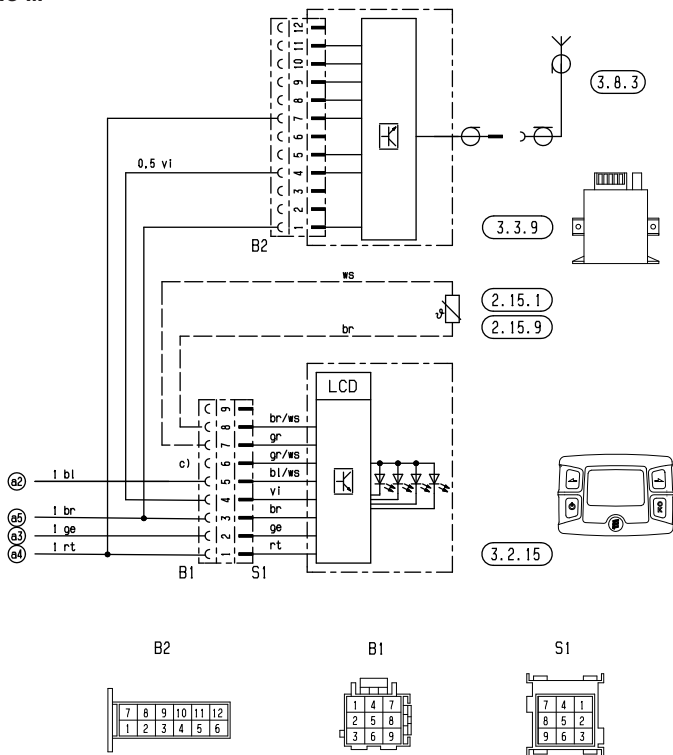 12
11
10
9
8
7
6
5
4
3
2
1
B2
0,5 vi
3.8.3
3.3.9
ws
2.15.1
br
2.15.9
ϑ
LCD
9
8 br/ws
7 gr
c) 6 gr/ws
a2 1 bl 5 bl/ws
4 vi
a5 1 br 3 br
a3 1 ge 2 ge
a4 1 rt 1 rt
B1 S1
3.2.15
B2 B1 S1
7 8 9 10 11 12
1 2 3 4 5 6
1 4 7
2 5 8
3 6 9
7 4 1
8 5 2
9 6 3